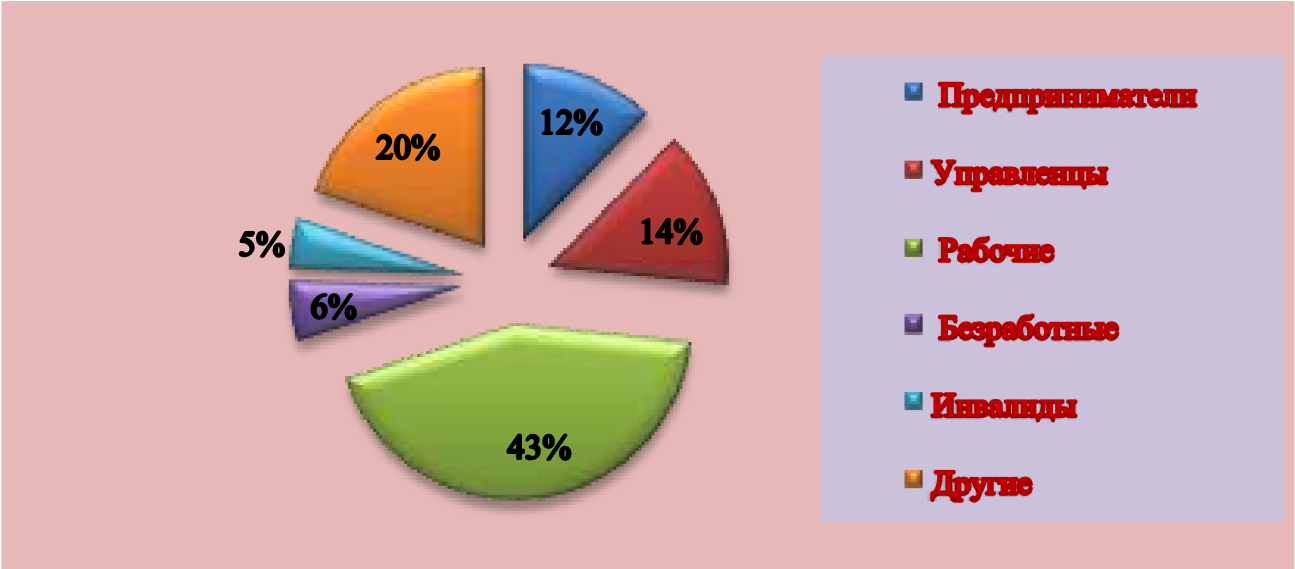 12%
14%
43%
6%
5%
20%
Предприниматели
Управленцы
Рабочие
Безработные
Инвалиды
Другие